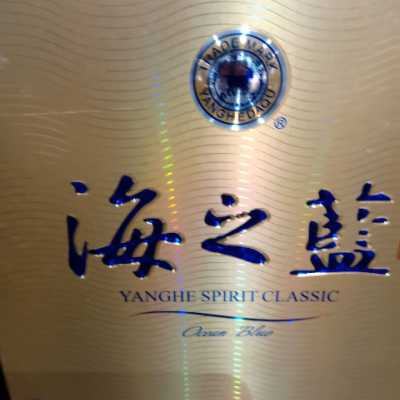 TRADE MARK
YANGHEDAQU
®
海之藍
YANGHE SPIRIT CLASSIC
Ocean Blue